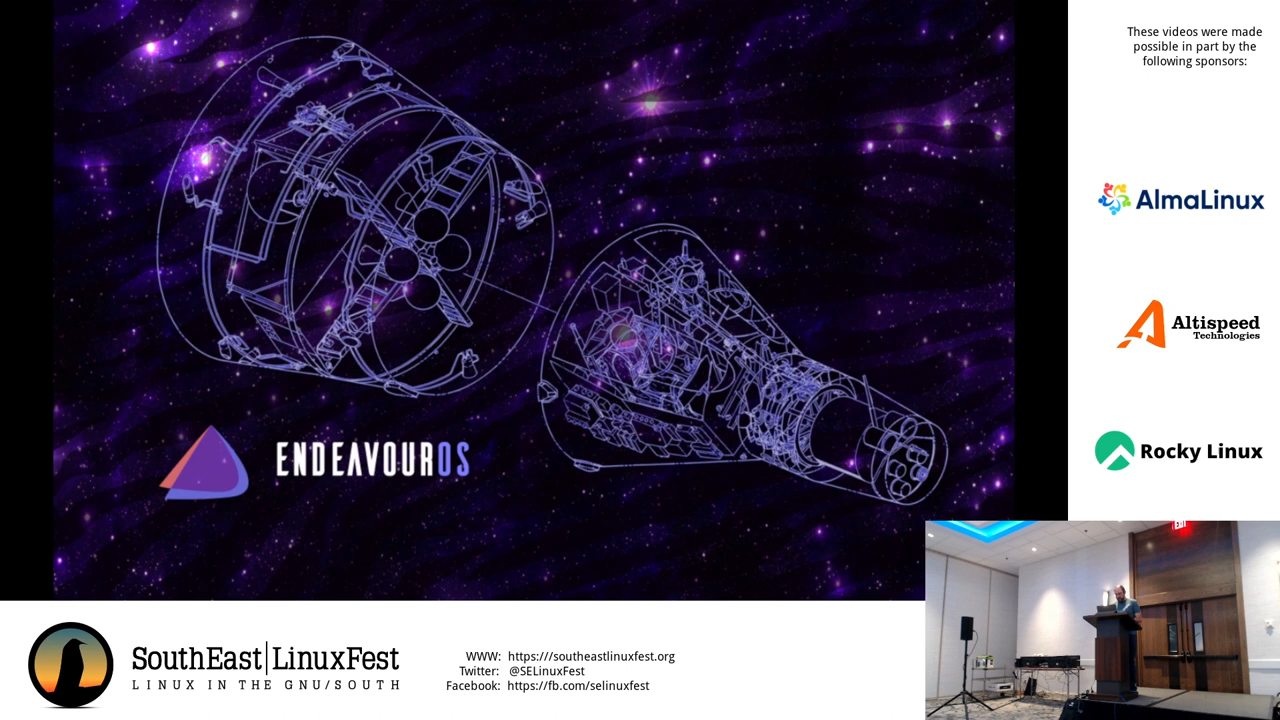 These videos were made
possible in part by the
following sponsors:
AlmaLinux
Altispeed
Technologies
Rocky Linux
ENDEAVOUROS
EXIT
SouthEast|LinuxFest
LINUX IN THE GNU/SOUTH
WWW: https:///southeastlinuxfest.org
Twitter: @SELinuxFest
Facebook: https://fb.com/selinuxfest